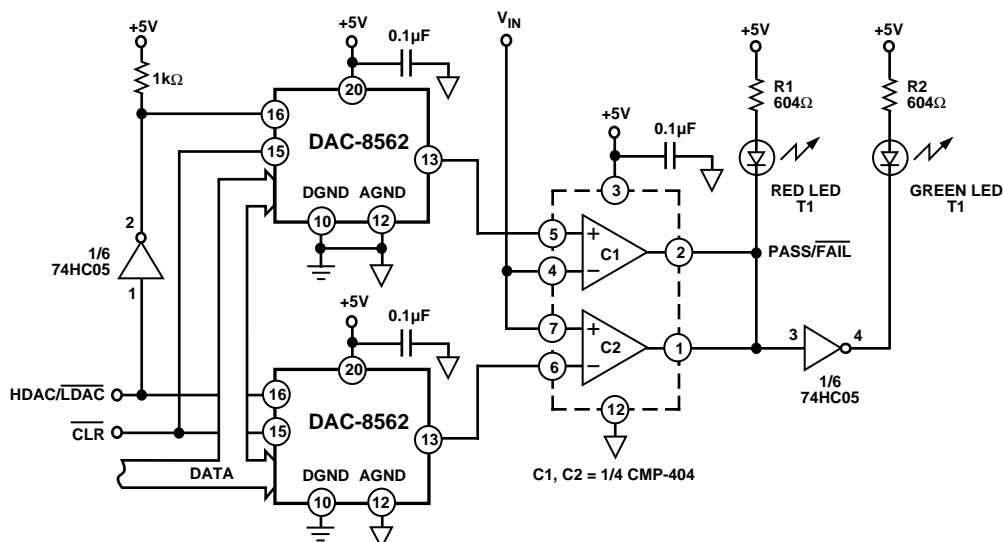 +5V
1kΩ
+5V
0.1µF
20
16
15
DAC-8562
13
DGND
AGND
10
12
2
1/6
74HC05
1
+5V
0.1µF
20
HDAC/LDAC
16
CLR
15
DAC-8562
13
DATA
DGND
AGND
10
12
VIN
+5V
0.1µF
3
5
+
4
–
C1
2
7
+
6
–
C2
1
12
C1, C2 = 1/4 CMP-404
+5V
R1
604Ω
RED LED
T1
PASS/FAIL
+5V
R2
604Ω
GREEN LED
T1
3
4
1/6
74HC05